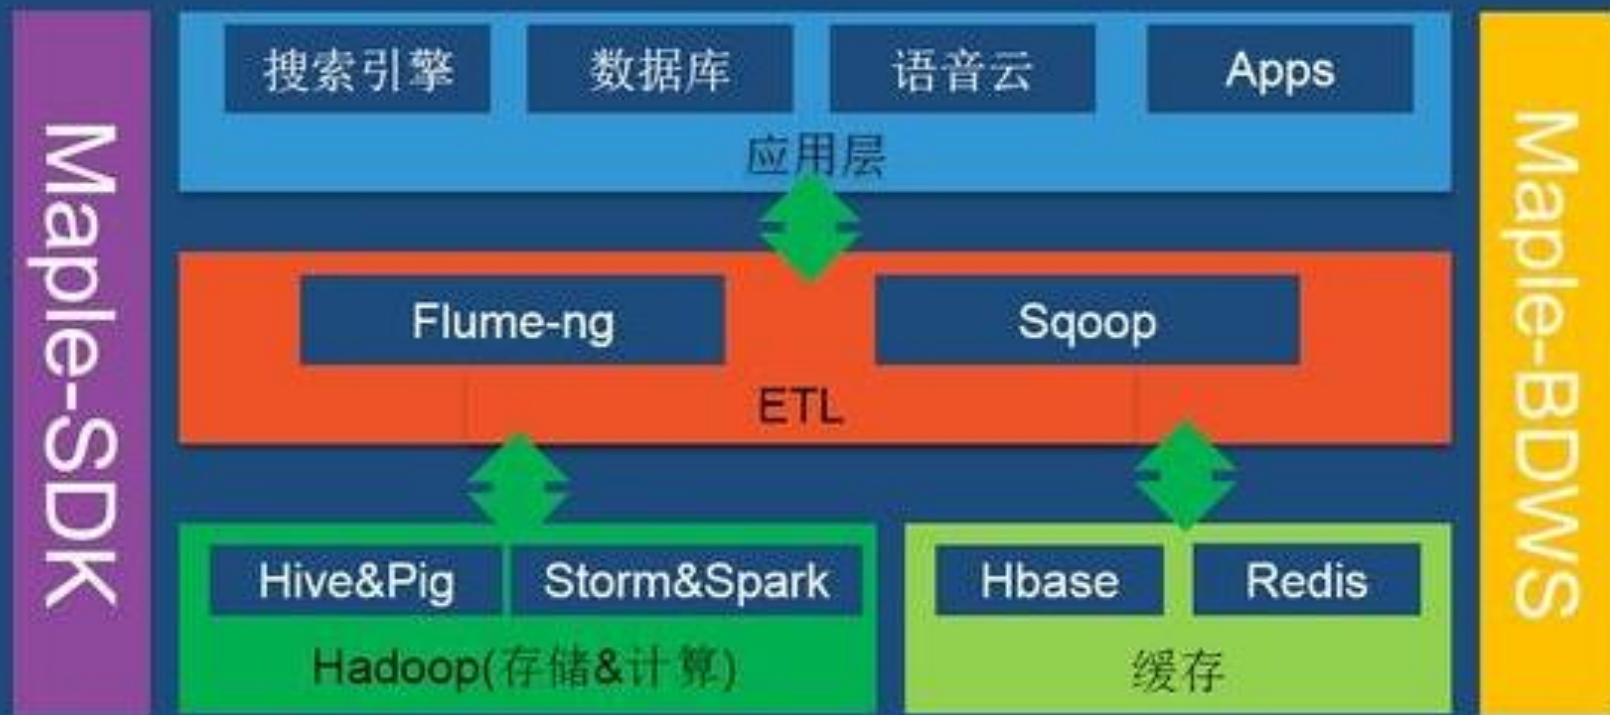 Maple-SDK
搜索引擎
数据库
语音云
Apps
应用层
Flume-ng
Sqoop
ETL
Hive&Pig
Storm&Spark
Hadoop(存储&计算)
Hbase
Redis
缓存
Maple-BDWS